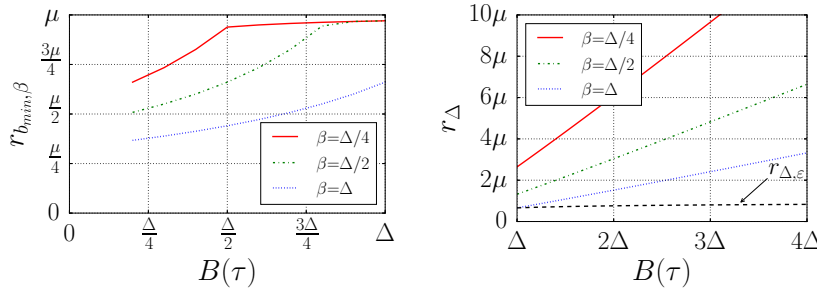 μ
3μ/4
μ/2
μ/4
0
r_{b_{min},β}
β=Δ/4
β=Δ/2
β=Δ
0
Δ/4
Δ/2
3Δ/4
Δ
B(τ)
10μ
8μ
6μ
4μ
2μ
0
r_Δ
β=Δ/4
β=Δ/2
β=Δ
r_{Δ,ε}
Δ
2Δ
3Δ
4Δ
B(τ)